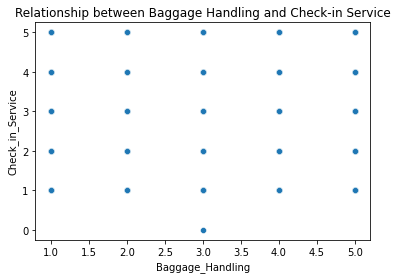 Relationship between Baggage Handling and Check-in Service
5
4
3
2
1
0
Check_in_Service
1.0 1.5 2.0 2.5 3.0 3.5 4.0 4.5 5.0
Baggage_Handling